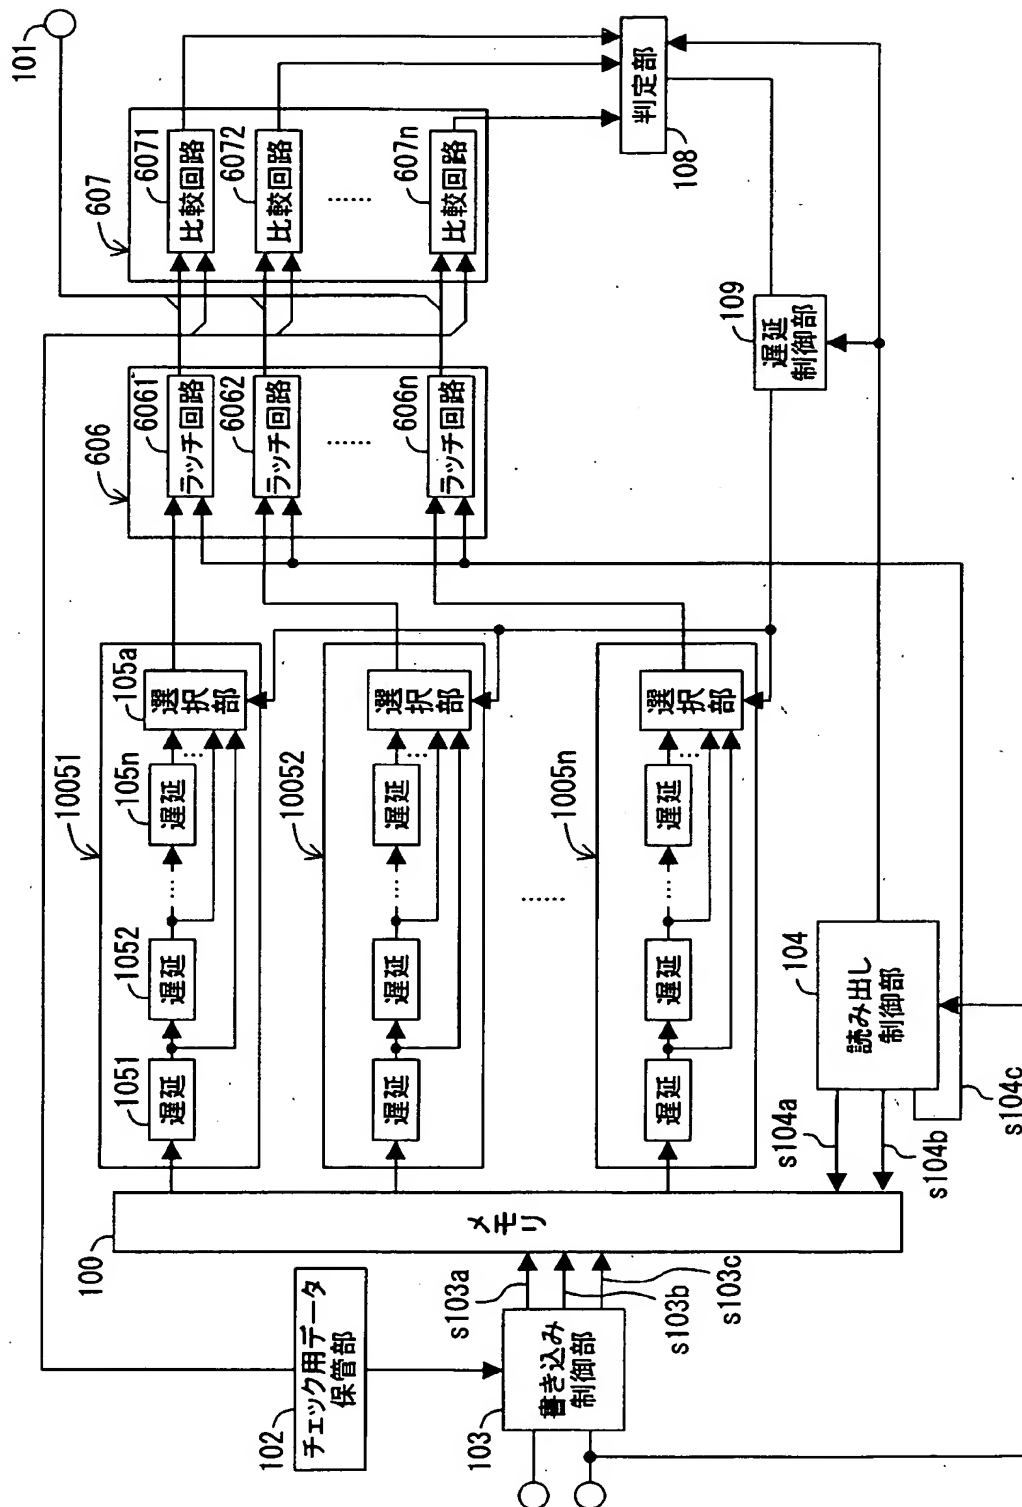 101
607
6071
比較回路
6072
比較回路
……
607n
比較回路
判定部
108
606
6061
ラッチ回路
6062
ラッチ回路
……
606n
ラッチ回路
109
遅延
制御部
10051
1051
遅延
1052
遅延
……
105n
遅延
…
105a
選択部
10052
遅延
遅延
……
遅延
…
選択部
……
1005n
遅延
遅延
……
遅延
…
選択部
100
メモリ
104
読み出し
制御部
s104a
s104b
s104c
102
チェック用データ
保管部
103
書き込み
制御部
s103a
s103b
s103c